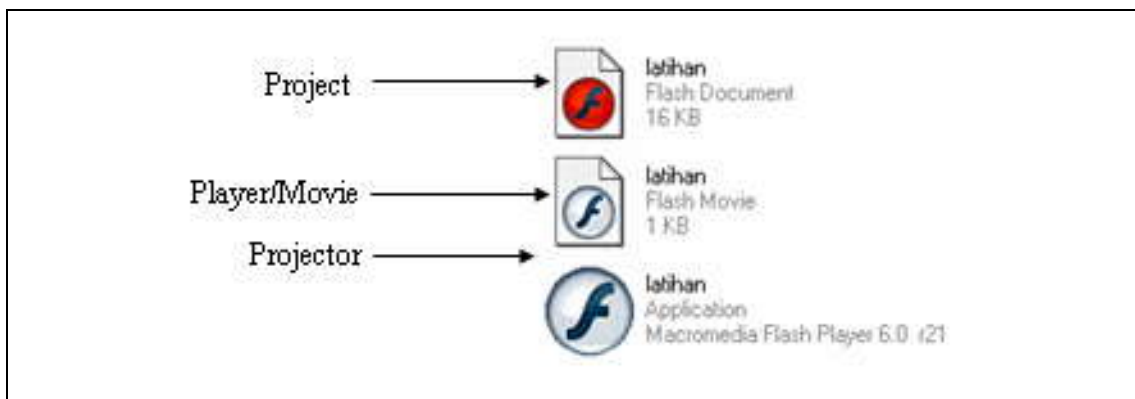 Project
latihan
Flash Document
16 KB
Player/Movie
latihan
Flash Movie
1 KB
Projector
latihan
Application
Macromedia Flash Player 6.0 r21